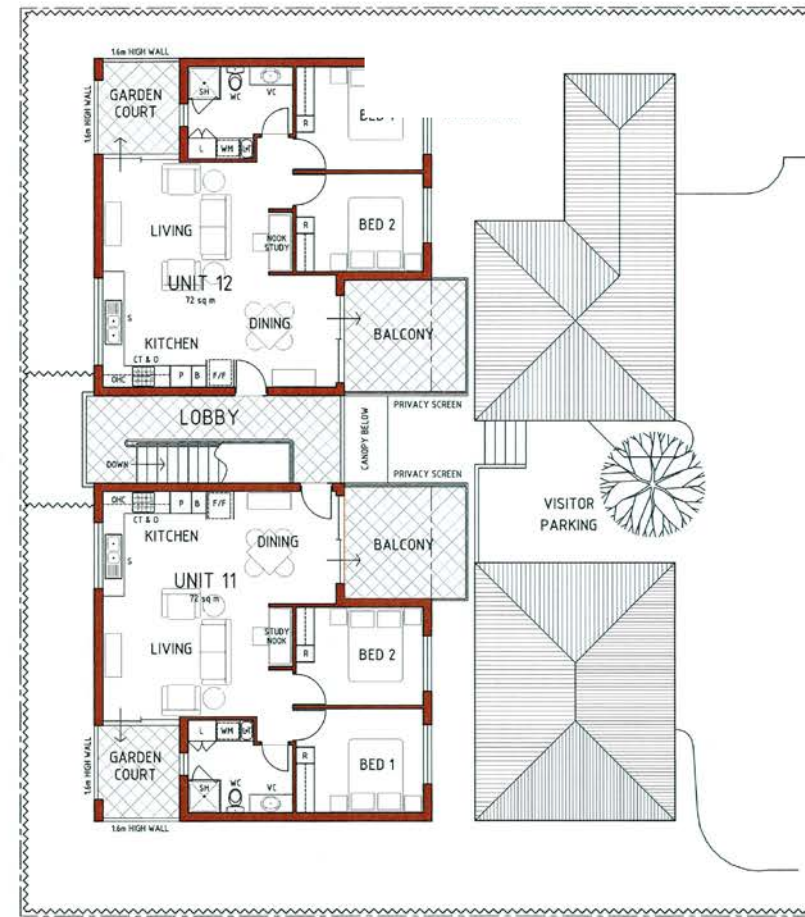 1.6m HIGH WALL
1.6m HIGH WALL
GARDEN
COURT
SH
WC
VC
L
WM
R
BED 2
R
LIVING
NOOK
STUDY
UNIT 12
72 sq m
S
KITCHEN
DINING
BALCONY
CT & O
OHC
P
B
F/F
LOBBY
PRIVACY SCREEN
CANOPY BELOW
DOWN
PRIVACY SCREEN
OHC
P
B
F/F
CT & O
KITCHEN
DINING
BALCONY
S
UNIT 11
72 sq m
STUDY
NOOK
LIVING
R
BED 2
VISITOR
PARKING
L
WM
GARDEN
COURT
1.6m HIGH WALL
SH
WC
VC
R
BED 1
1.6m HIGH WALL